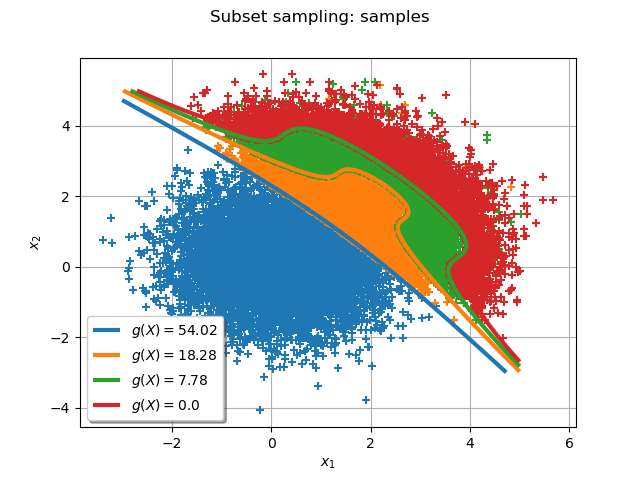 Subset sampling: samples
4
2
0
−2
−4
x₂
g(X) = 54.02
g(X) = 18.28
g(X) = 7.78
g(X) = 0.0
−2 0 2 4 6
x₁